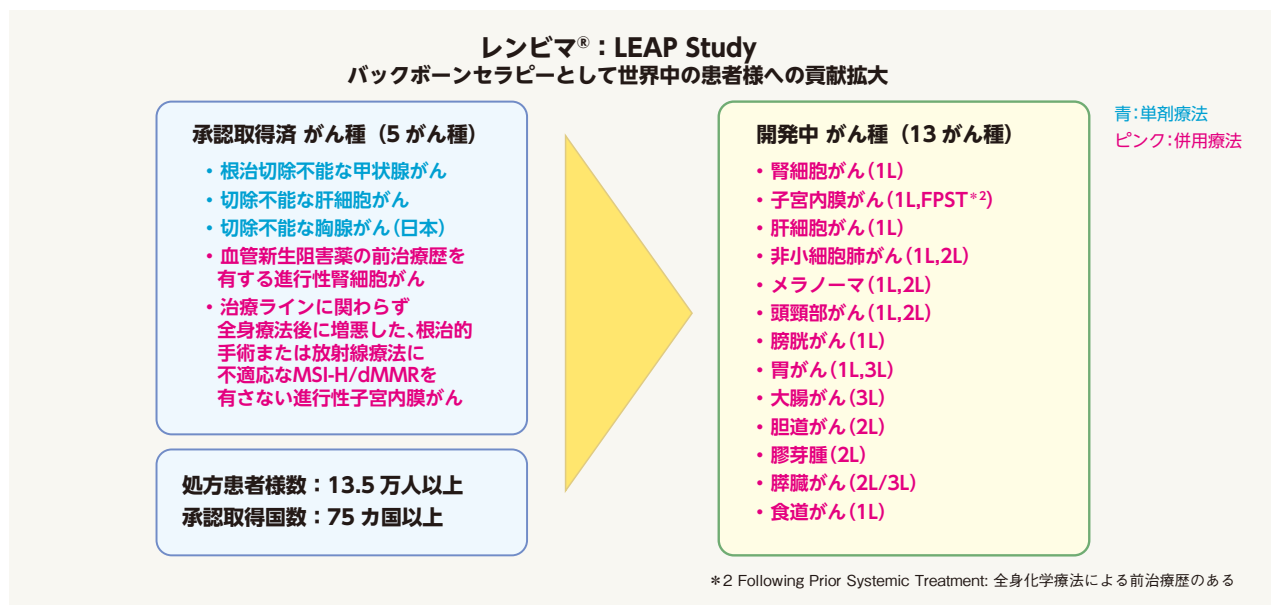 レンビマ®：LEAP Study
バックボーンセラピーとして世界中の患者様への貢献拡大
承認取得済 がん種（5 がん種）
・根治切除不能な甲状腺がん
・切除不能な肝細胞がん
・切除不能な胸腺がん（日本）
・血管新生阻害薬の前治療歴を
有する進行性腎細胞がん
・治療ラインに関わらず
全身療法後に増悪した、根治的
手術または放射線療法に
不適応なMSI-H/dMMRを
有さない進行性子宮内膜がん
処方患者様数：13.5 万人以上
承認取得国数：75 カ国以上
開発中 がん種（13 がん種）
・腎細胞がん（1L）
・子宮内膜がん（1L,FPST＊2）
・肝細胞がん（1L）
・非小細胞肺がん（1L,2L）
・メラノーマ（1L,2L）
・頭頸部がん（1L,2L）
・膀胱がん（1L）
・胃がん（1L,3L）
・大腸がん（3L）
・胆道がん（2L）
・膠芽腫（2L）
・膵臓がん（2L/3L）
・食道がん（1L）
青：単剤療法
ピンク：併用療法
＊2 Following Prior Systemic Treatment: 全身化学療法による前治療歴のある